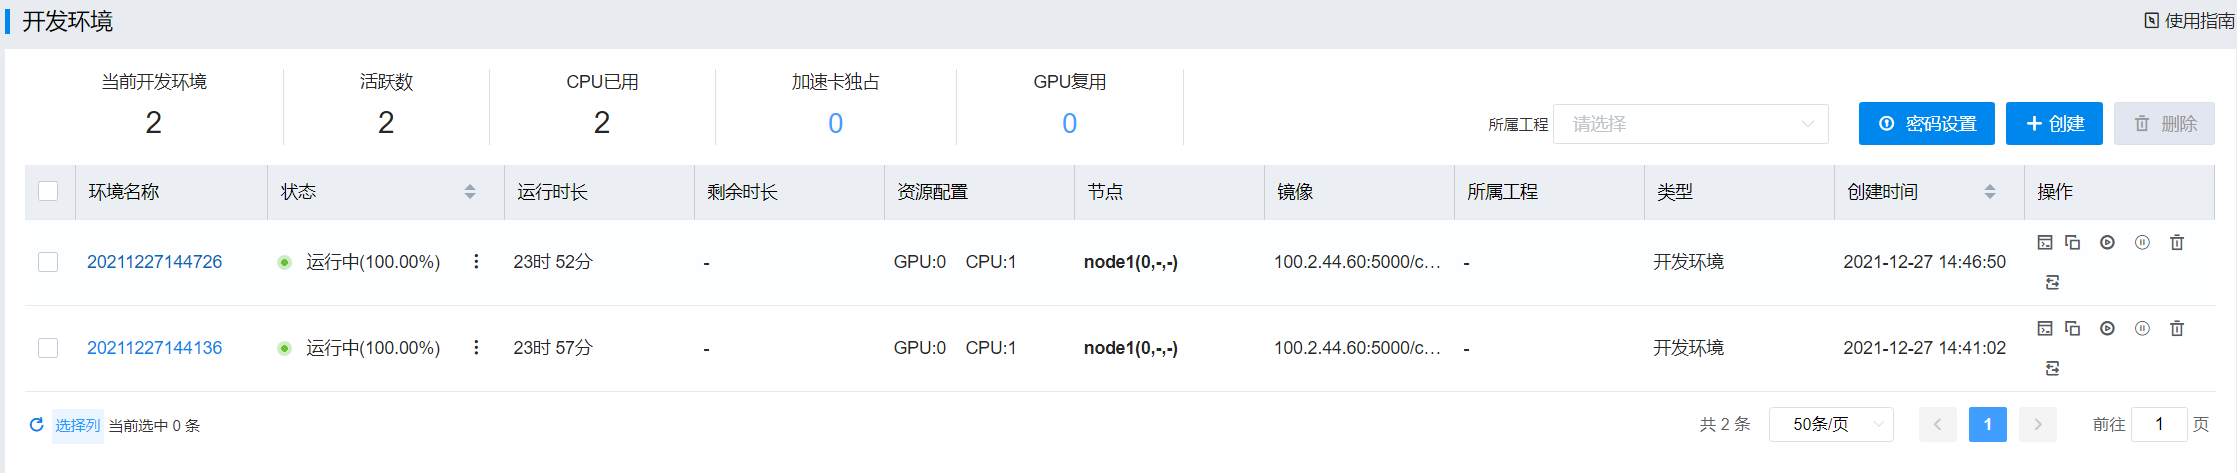 开发环境
使用指南
当前开发环境 活跃数 CPU已用 加速卡独占 GPU复用
2 2 2 0 0
所属工程 请选择 密码设置 创建 删除
环境名称 状态 运行时长 剩余时长 资源配置 节点 镜像 所属工程 类型 创建时间 操作
20211227144726 运行中(100.00%) 23时 52分 - GPU:0 CPU:1 node1(0,-,-) 100.2.44.60:5000/c... - 开发环境 2021-12-27 14:46:50
20211227144136 运行中(100.00%) 23时 57分 - GPU:0 CPU:1 node1(0,-,-) 100.2.44.60:5000/c... - 开发环境 2021-12-27 14:41:02
选择列 当前选中 0 条 共 2 条 50条/页 1 前往 1 页